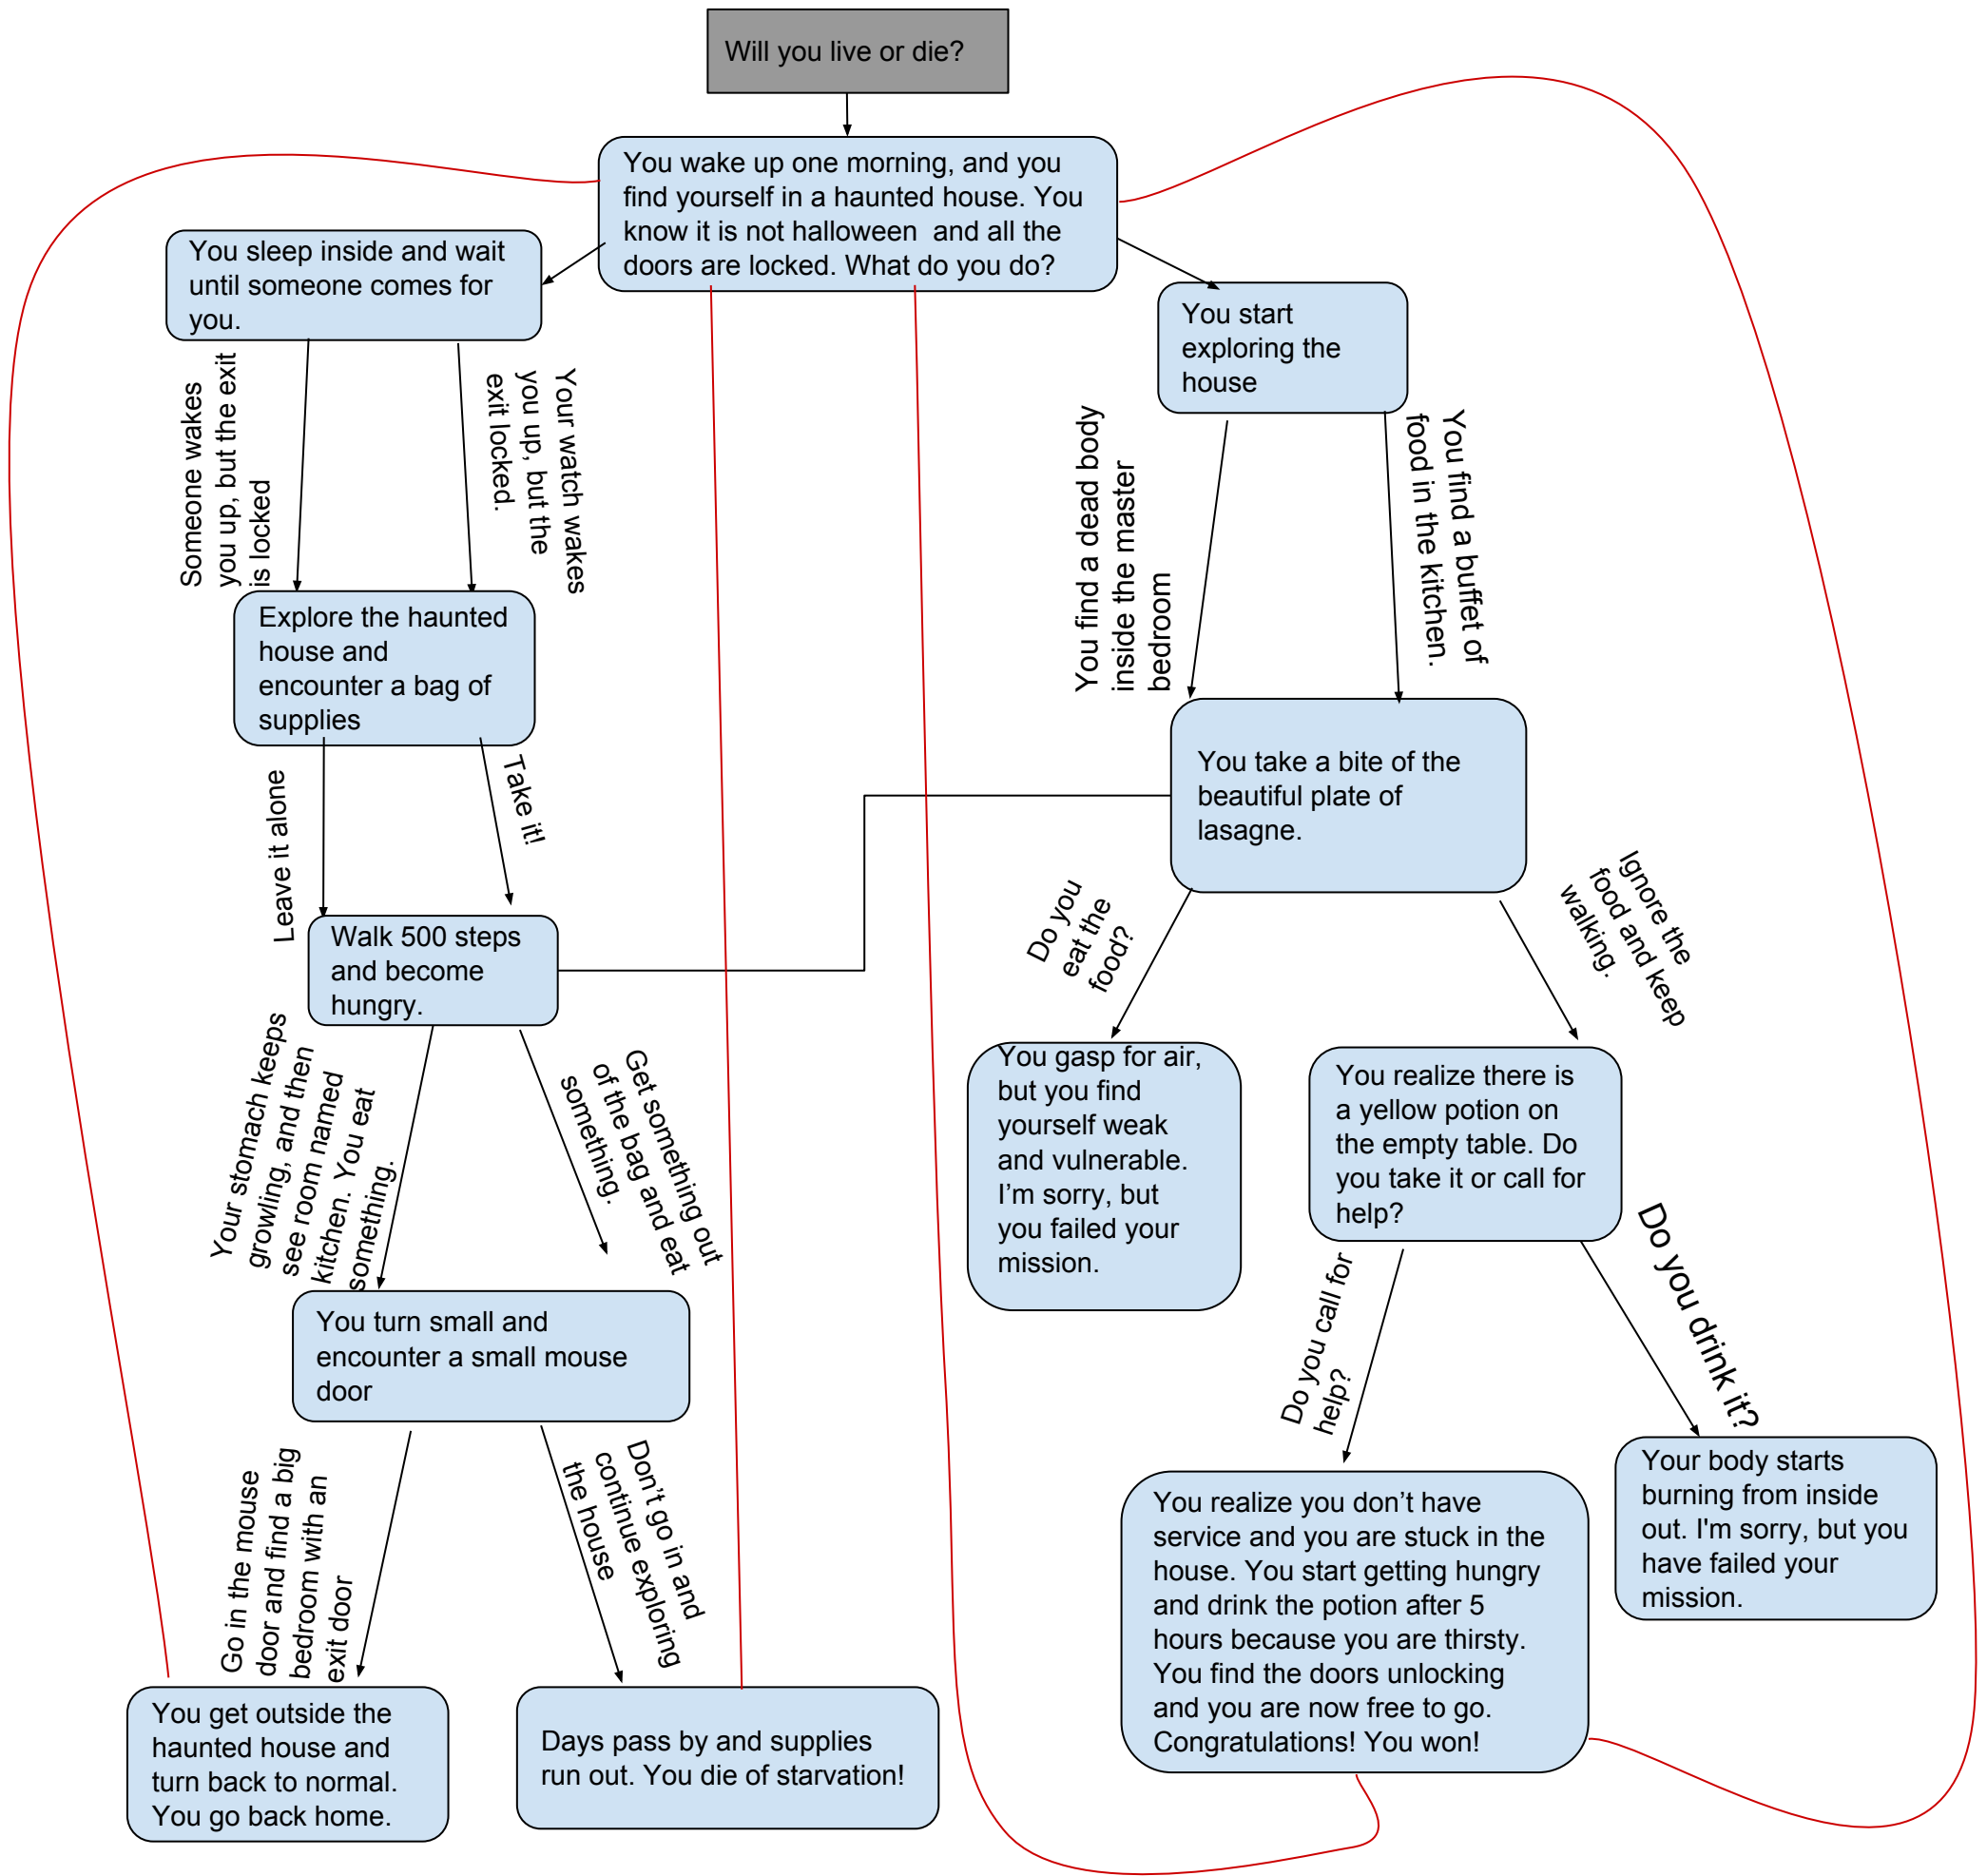 Will you live or die?
You wake up one morning, and you
find yourself in a haunted house. You
know it is not halloween  and all the
doors are locked. What do you do?
You sleep inside and wait
until someone comes for
you.
You start
exploring the
house
Someone wakes
you up, but the exit
is locked
Your watch wakes
you up, but the
exit locked.
You find a dead body
inside the master
bedroom
You find a buffet of
food in the kitchen.
Explore the haunted
house and
encounter a bag of
supplies
You take a bite of the
beautiful plate of
lasagne.
Leave it alone
Take it!
Do you
eat the
food?
Ignore the
food and keep
walking.
Walk 500 steps
and become
hungry.
Your stomach keeps
growling, and then
see room named
kitchen. You eat
something.
Get something out
of the bag and eat
something.
You gasp for air,
but you find
yourself weak
and vulnerable.
I’m sorry, but
you failed your
mission.
You realize there is
a yellow potion on
the empty table. Do
you take it or call for
help?
Do you call for
help?
Do you drink it?
You turn small and
encounter a small mouse
door
Go in the mouse
door and find a big
bedroom with an
exit door
Don’t go in and
continue exploring
the house
You realize you don’t have
service and you are stuck in the
house. You start getting hungry
and drink the potion after 5
hours because you are thirsty.
You find the doors unlocking
and you are now free to go.
Congratulations! You won!
Your body starts
burning from inside
out. I'm sorry, but you
have failed your
mission.
You get outside the
haunted house and
turn back to normal.
You go back home.
Days pass by and supplies
run out. You die of starvation!